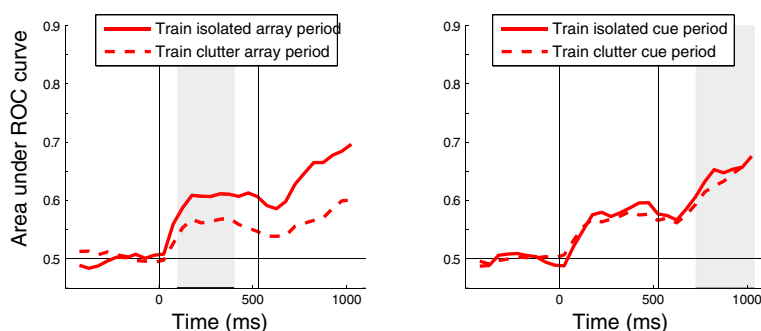 Train isolated array period
Train clutter array period
Area under ROC curve
0.9
0.8
0.7
0.6
0.5
0 500 1000
Time (ms)
Train isolated cue period
Train clutter cue period
0.9
0.8
0.7
0.6
0.5
0 500 1000
Time (ms)